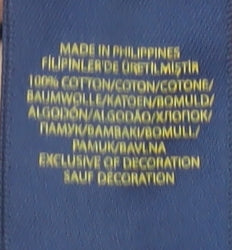 MADE IN PHILIPPINES
FİLİPİNLER'DE ÜRETİLMİŞTİR
100% COTTON/COTON/COTONE/
BAUMWOLLE/KATOEN/BOMULD/
ALGODÓN/ALGODÃO/ХЛОПОК/
ПАМУК/BAMBAKI/BOMULL/
PAMUK/BAVLNA
EXCLUSIVE OF DECORATION
SAUF DÉCORATION